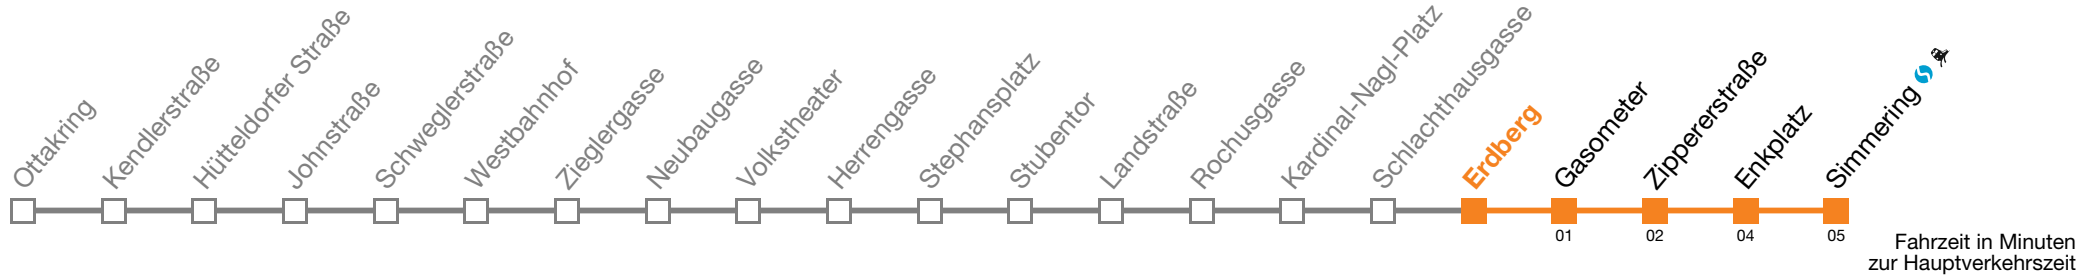 Ottakring
Kendlerstraße
Hütteldorfer Straße
Johnstraße
Schweglerstraße
Westbahnhof
Zieglergasse
Neubaugasse
Volkstheater
Herrengasse
Stephansplatz
Stubentor
Landstraße
Rochusgasse
Kardinal-Nagl-Platz
Schlachthausgasse
Erdberg
Gasometer
Zippererstraße
Enkplatz
Simmering
01
02
04
05
Fahrzeit in Minuten
zur Hauptverkehrszeit